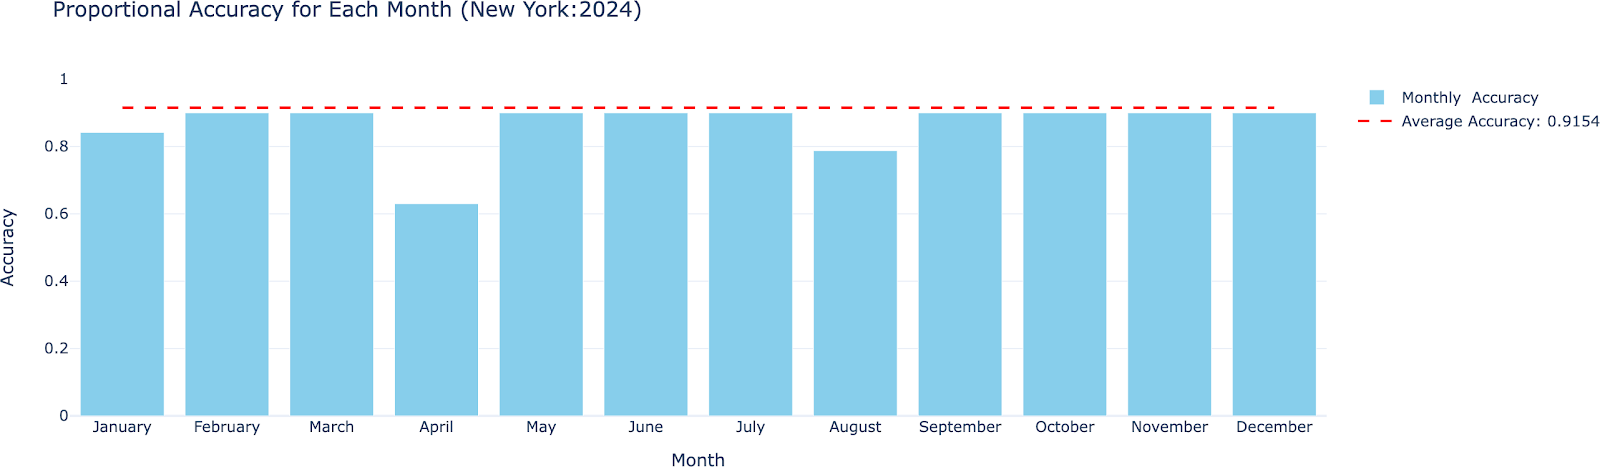 Proportional Accuracy for Each Month (New York:2024)
1
0.8
0.6
0.4
0.2
0
Accuracy
January February March April May June July August September October November December
Month
Monthly  Accuracy
Average Accuracy: 0.9154